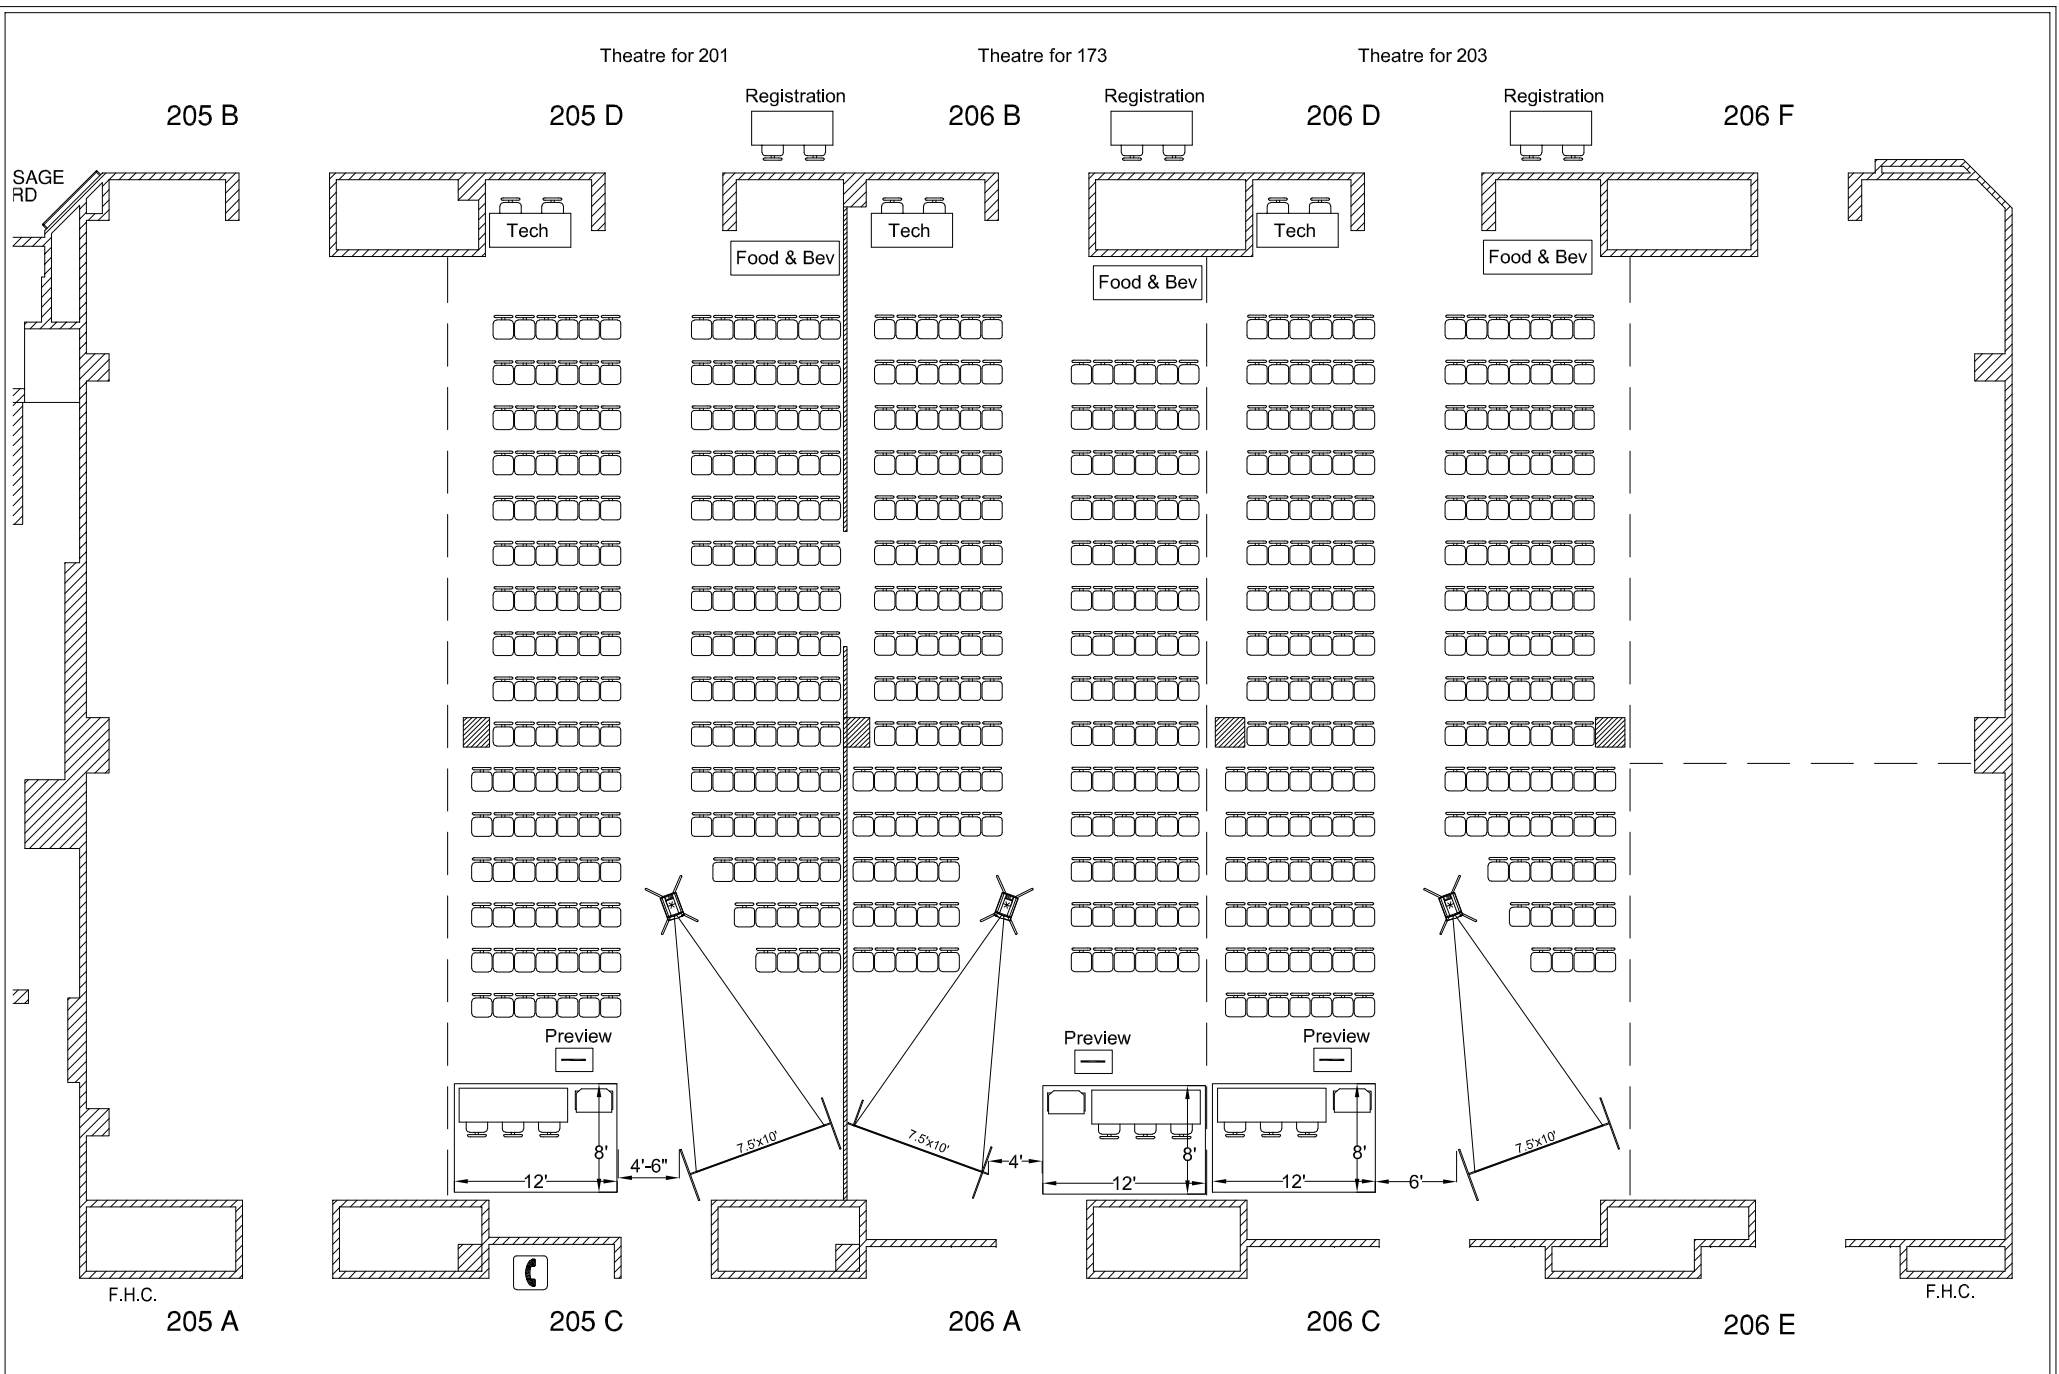 Theatre for 201
Theatre for 173
Theatre for 203
Registration
Registration
Registration
205 B
205 D
206 B
206 D
206 F
SAGE
RD
Tech
Tech
Tech
Food & Bev
Food & Bev
Food & Bev
Preview
Preview
Preview
7.5'x10'
7.5'x10'
7.5'x10'
8'
8'
8'
4'-6"
4'
6'
12'
12'
12'
F.H.C.
F.H.C.
205 A
205 C
206 A
206 C
206 E